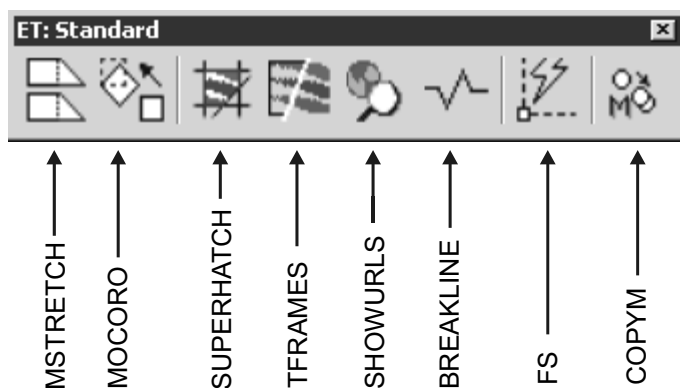 ET: Standard
MSTRETCH
MOCORO
SUPERHATCH
TFRAMES
SHOWURLS
BREAKLINE
FS
COPYM